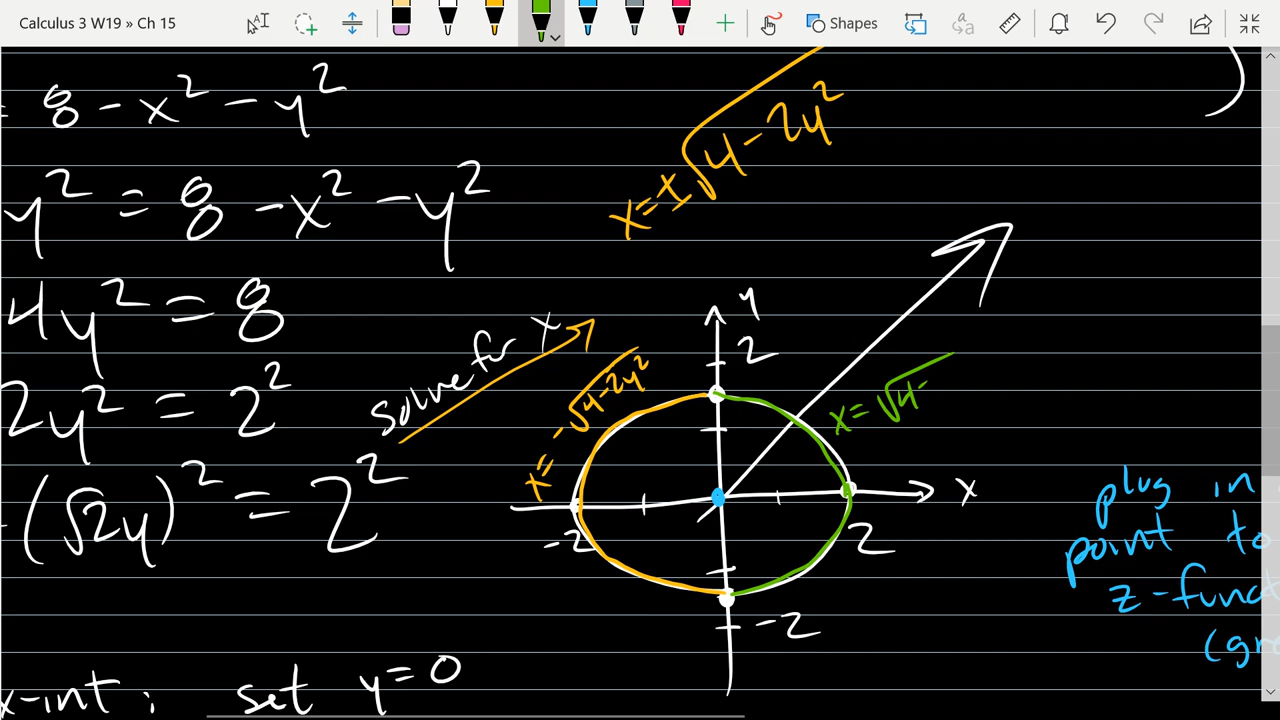 Calculus 3 W19 » Ch 15
Shapes
= 8 - x² - y²
y² = 8 - x² - y²
4y² = 8
2y² = 2²
(√2y)² = 2²
x-int: set y=0
solve for x
x=±√4-2y²
x=-√4-2y²
x=√4-
y
2
x
-2
2
-2
plug in
point to
z-funct
(gr